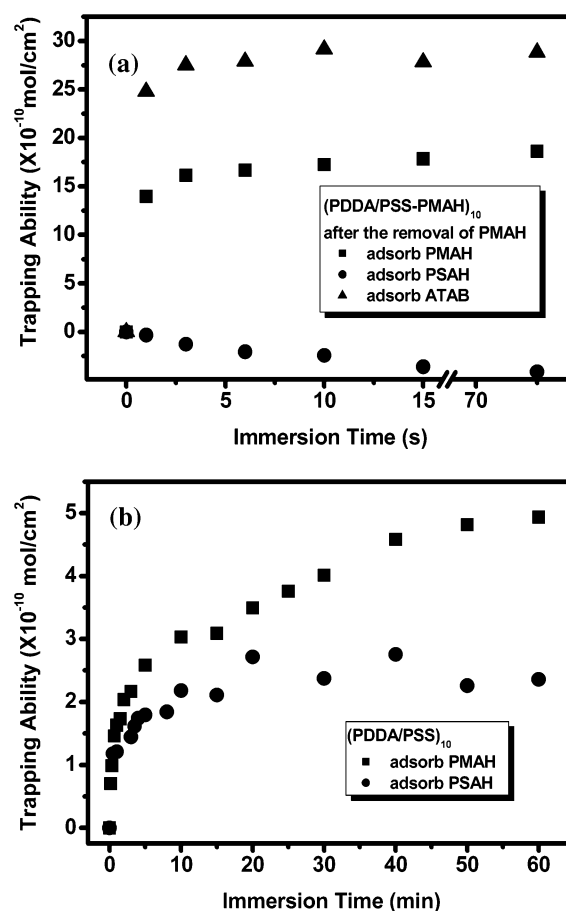 (a)
Trapping Ability (X10⁻¹⁰mol/cm²)
30
25
20
15
10
5
0
(PDDA/PSS-PMAH)₁₀
after the removal of PMAH
■ adsorb PMAH
● adsorb PSAH
▲ adsorb ATAB
0 5 10 15 70
Immersion Time (s)
(b)
Trapping Ability (X10⁻¹⁰ mol/cm²)
5
4
3
2
1
0
(PDDA/PSS)₁₀
■ adsorb PMAH
● adsorb PSAH
0 10 20 30 40 50 60
Immersion Time (min)